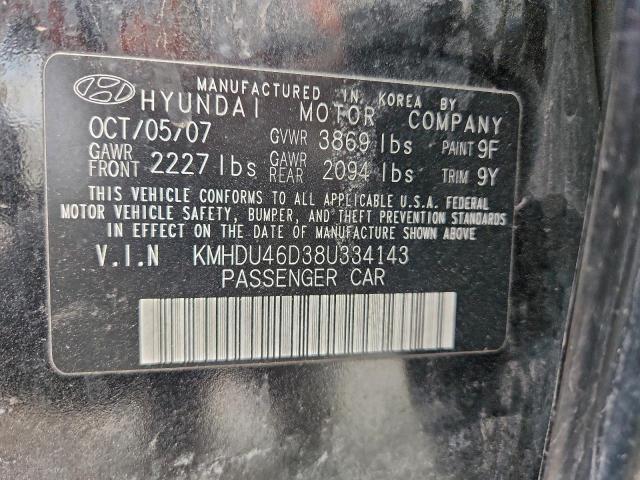 MANUFACTURED IN KOREA BY
HYUNDAI MOTOR COMPANY
OCT/05/07 GVWR 3869 lbs PAINT 9F
GAWR FRONT 2227 lbs GAWR REAR 2094 lbs TRIM 9Y
THIS VEHICLE CONFORMS TO ALL APPLICABLE U.S.A. FEDERAL
MOTOR VEHICLE SAFETY, BUMPER, AND THEFT PREVENTION STANDARDS
IN EFFECT ON THE DATE OF MANUFACTURE SHOWN ABOVE.
V.I.N KMHDU46D38U334143
PASSENGER CAR